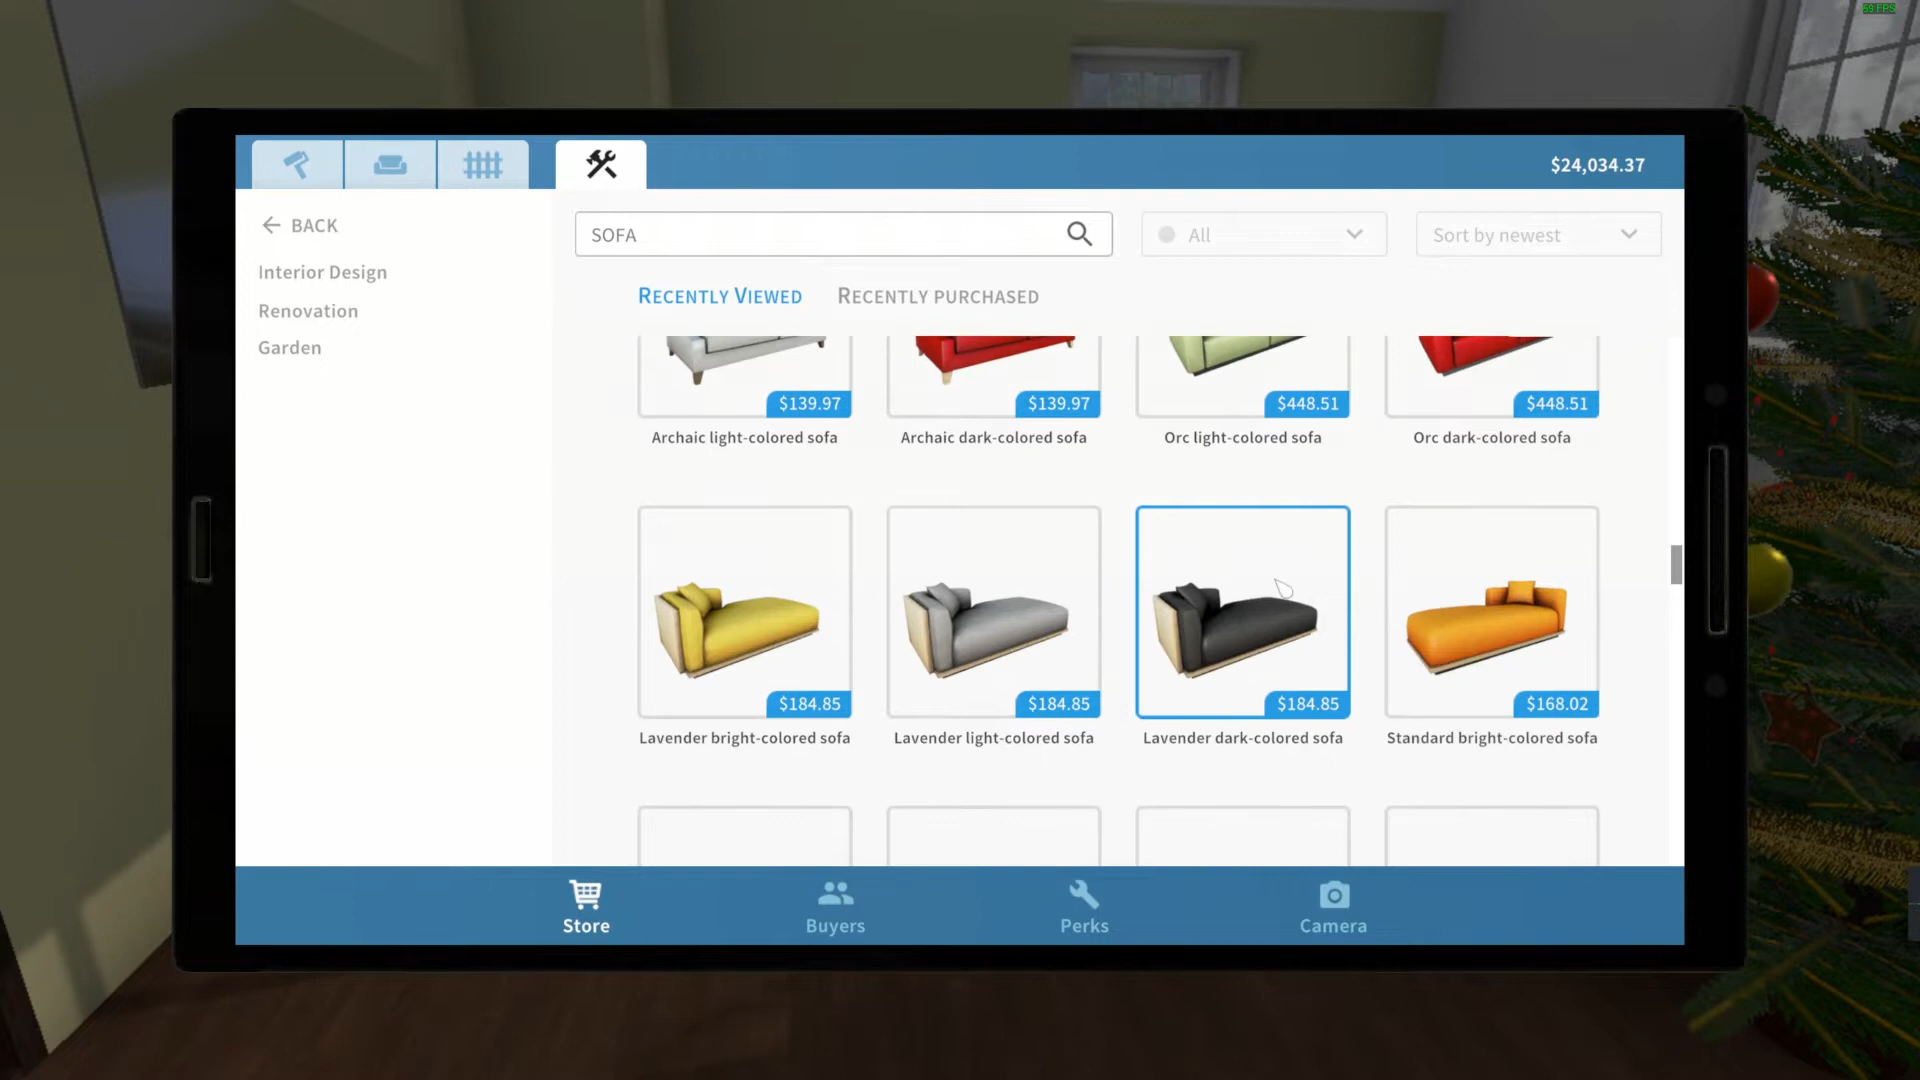 59 FPS
$24,034.37
BACK
SOFA
All
Sort by newest
Interior Design
Renovation
Garden
RECENTLY VIEWED
RECENTLY PURCHASED
$139.97
$139.97
$448.51
$448.51
Archaic light-colored sofa
Archaic dark-colored sofa
Orc light-colored sofa
Orc dark-colored sofa
$184.85
$184.85
$184.85
$168.02
Lavender bright-colored sofa
Lavender light-colored sofa
Lavender dark-colored sofa
Standard bright-colored sofa
Store
Buyers
Perks
Camera